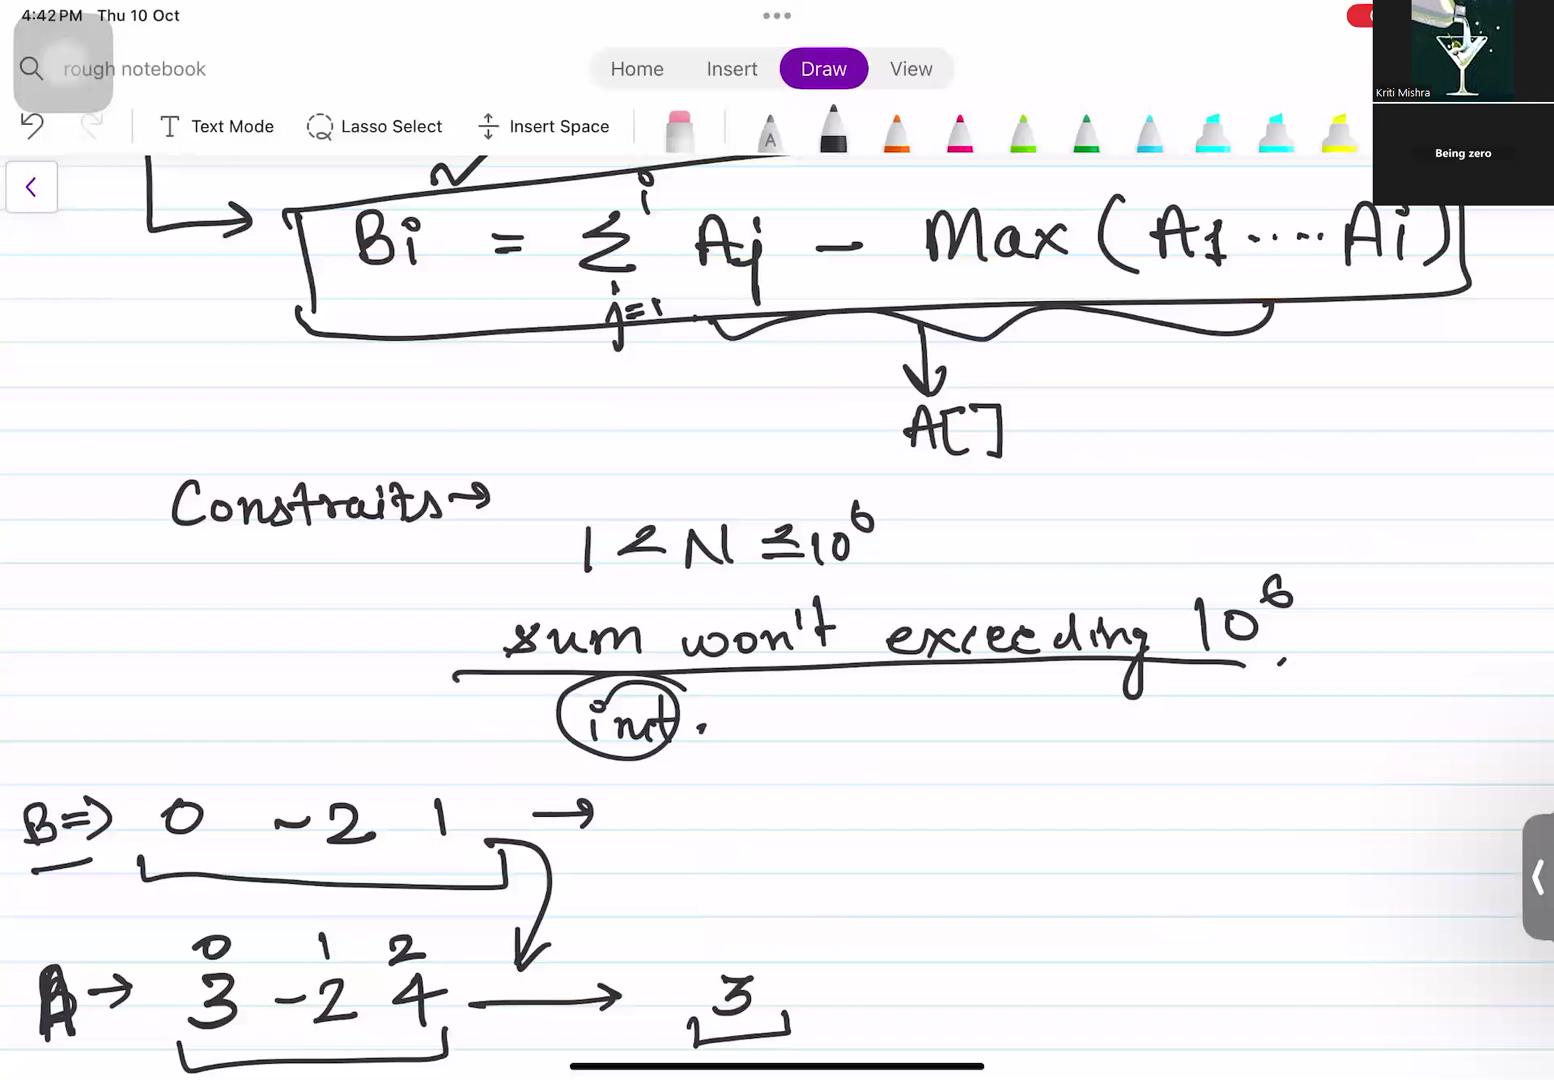 4:42 PM Thu 10 Oct
rough notebook
Home Insert Draw View
Kriti Mishra
Text Mode Lasso Select Insert Space
A
Being zero
i
Bi = Σ Aj - Max (A1.....Ai)
j=1
A[]
Constraits→
1 < N ≤ 10^6
sum won't exceeding 10^6.
int.
B=> 0 -2 1 →
0 1 2
A→ 3 -2 4 → 3